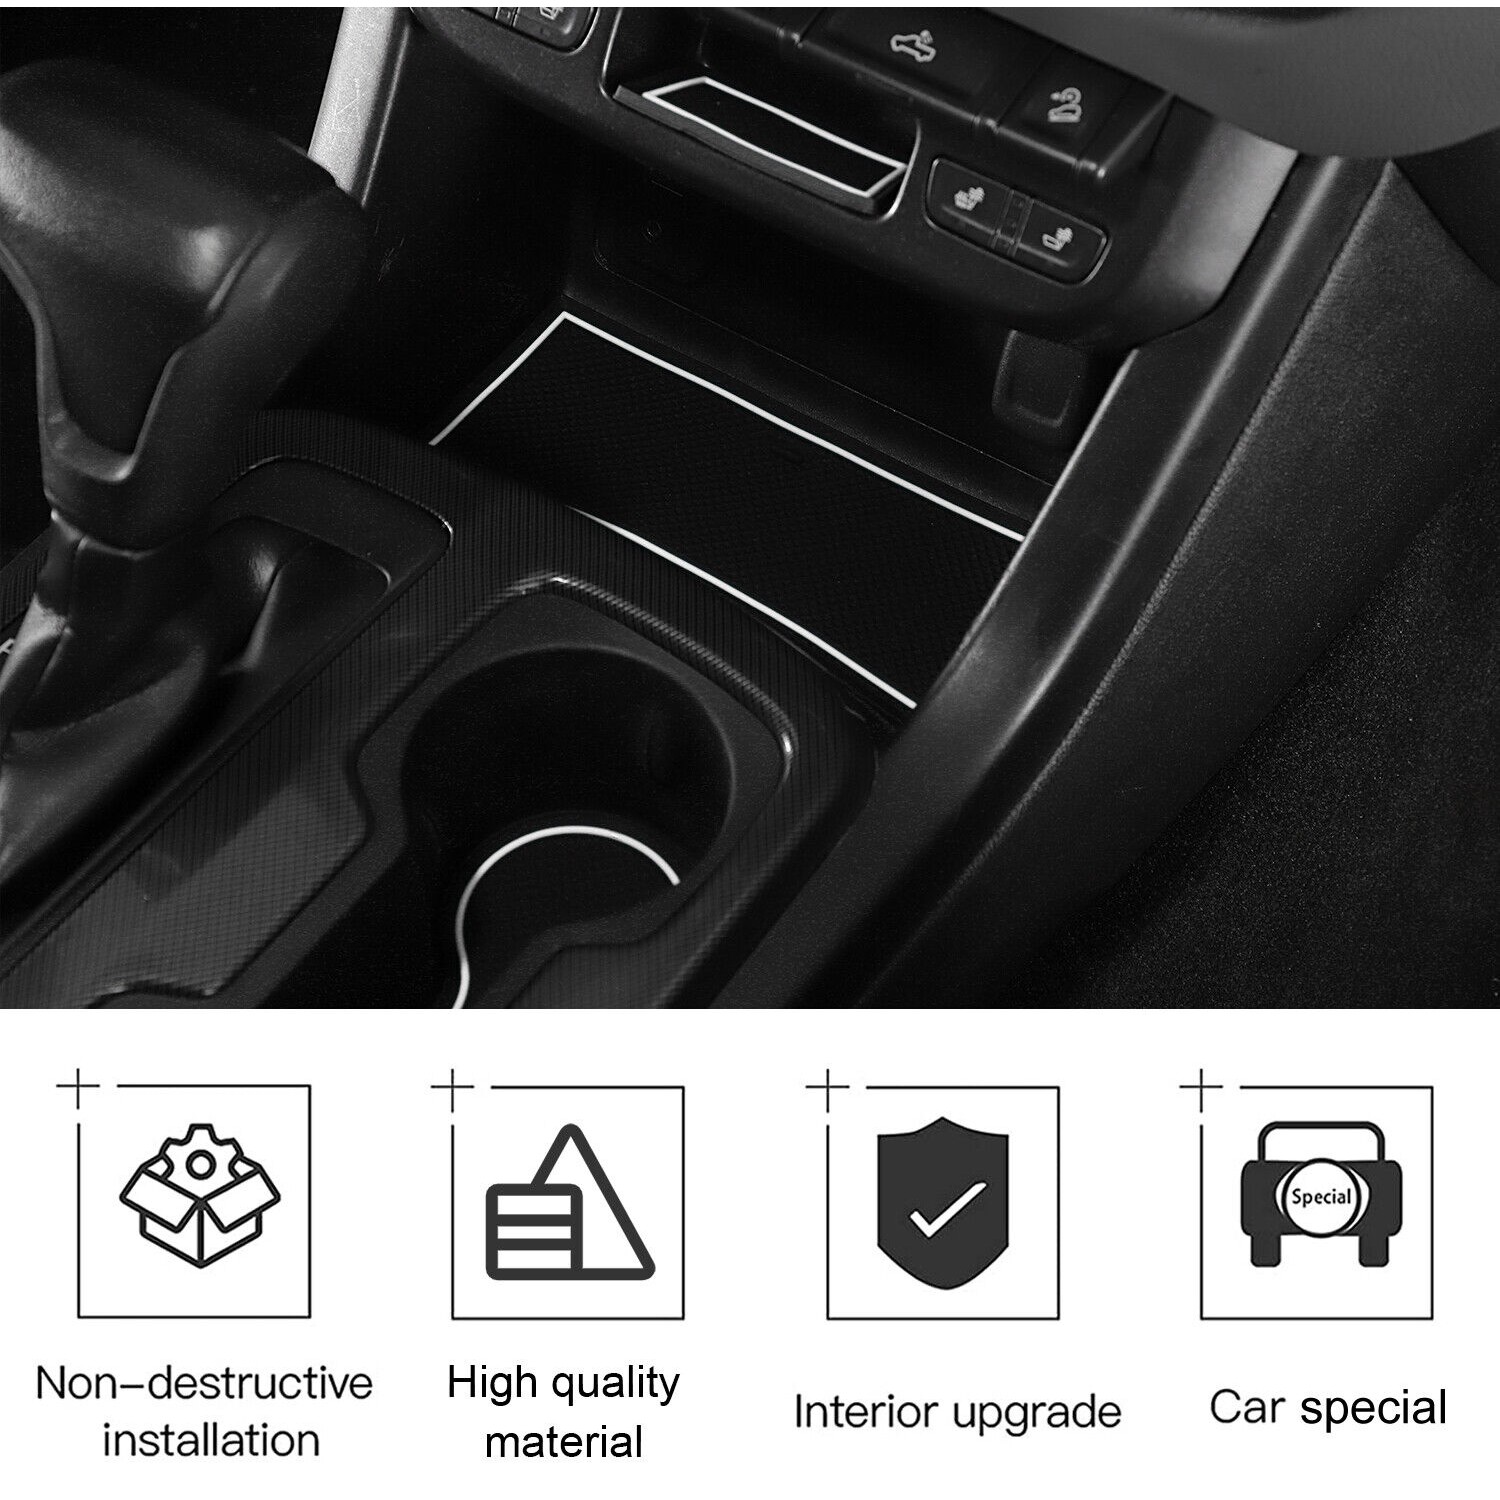 Special
Non-destructive
installation
High quality
material
Interior upgrade
Car special